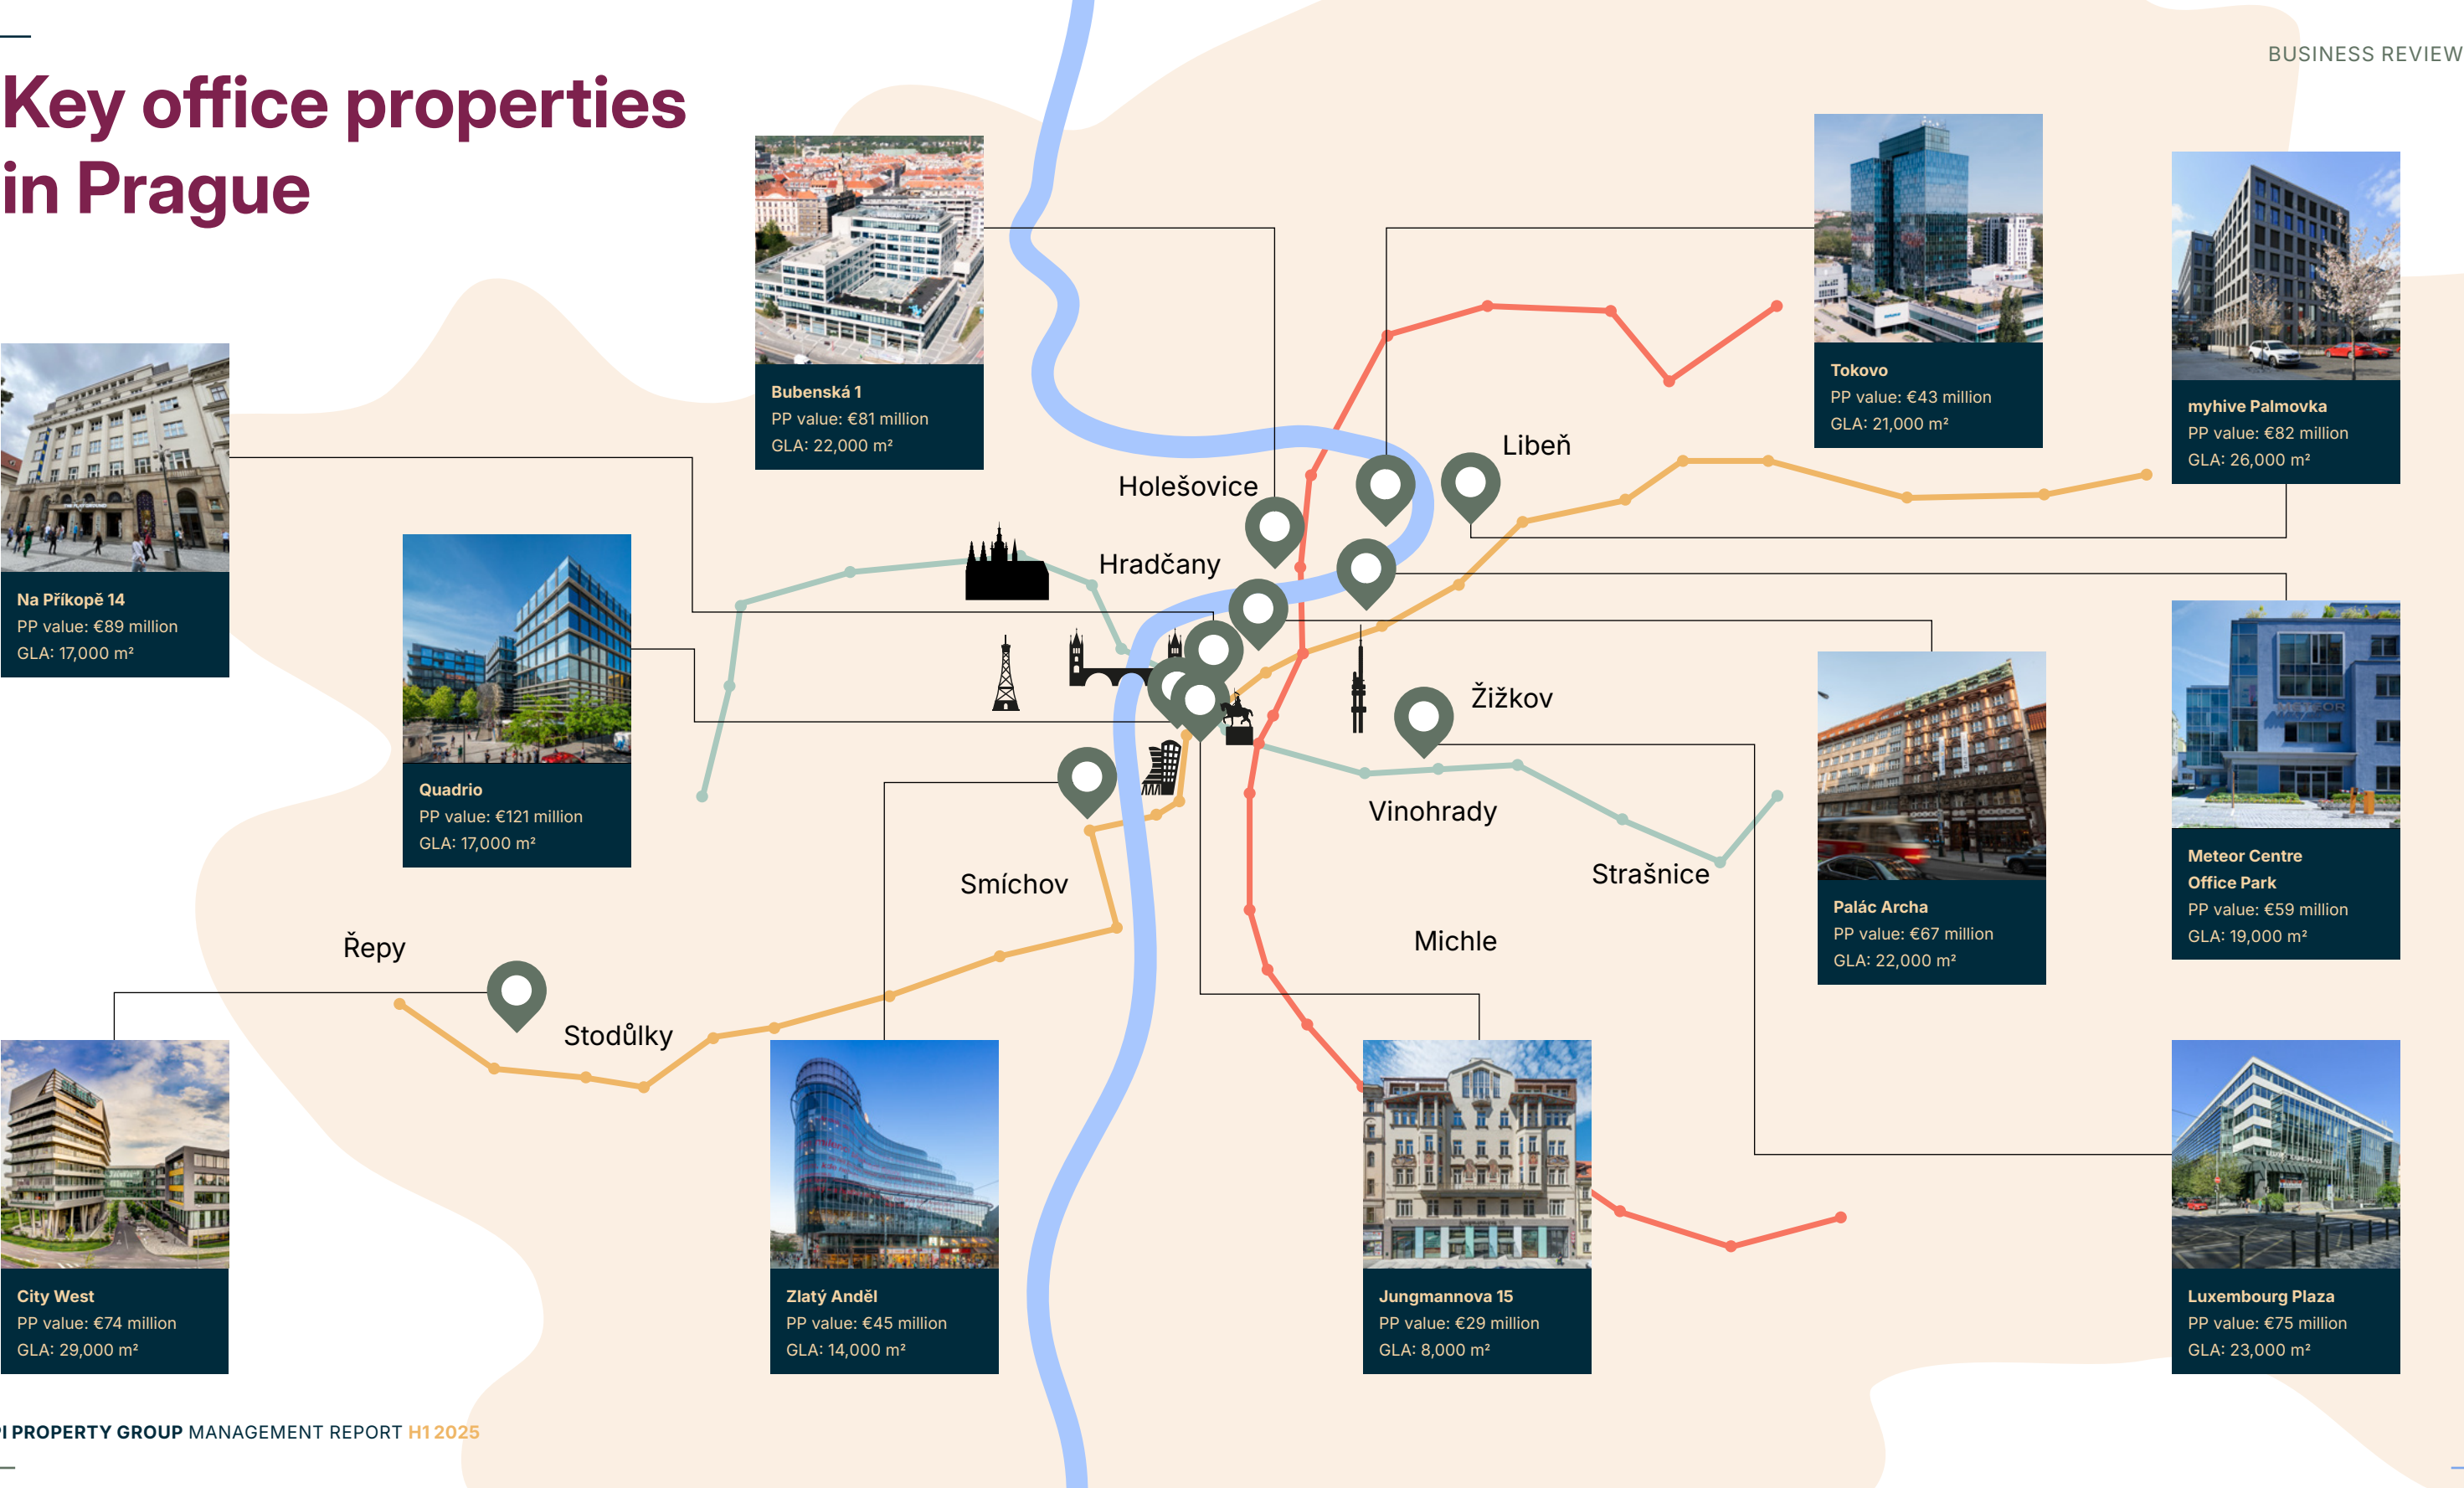 BUSINESS REVIEW
Key office properties
in Prague
Bubenská 1
PP value: €81 million
GLA: 22,000 m²
Tokovo
PP value: €43 million
GLA: 21,000 m²
myhive Palmovka
PP value: €82 million
GLA: 26,000 m²
Na Příkopě 14
PP value: €89 million
GLA: 17,000 m²
Quadrio
PP value: €121 million
GLA: 17,000 m²
Libeň
Holešovice
Hradčany
Žižkov
Vinohrady
Strašnice
Smíchov
Michle
Řepy
Stodůlky
METEOR
Palác Archa
PP value: €67 million
GLA: 22,000 m²
Meteor Centre
Office Park
PP value: €59 million
GLA: 19,000 m²
City West
PP value: €74 million
GLA: 29,000 m²
Zlatý Anděl
PP value: €45 million
GLA: 14,000 m²
Jungmannova 15
PP value: €29 million
GLA: 8,000 m²
Luxembourg Plaza
PP value: €75 million
GLA: 23,000 m²
PI PROPERTY GROUP MANAGEMENT REPORT H1 2025